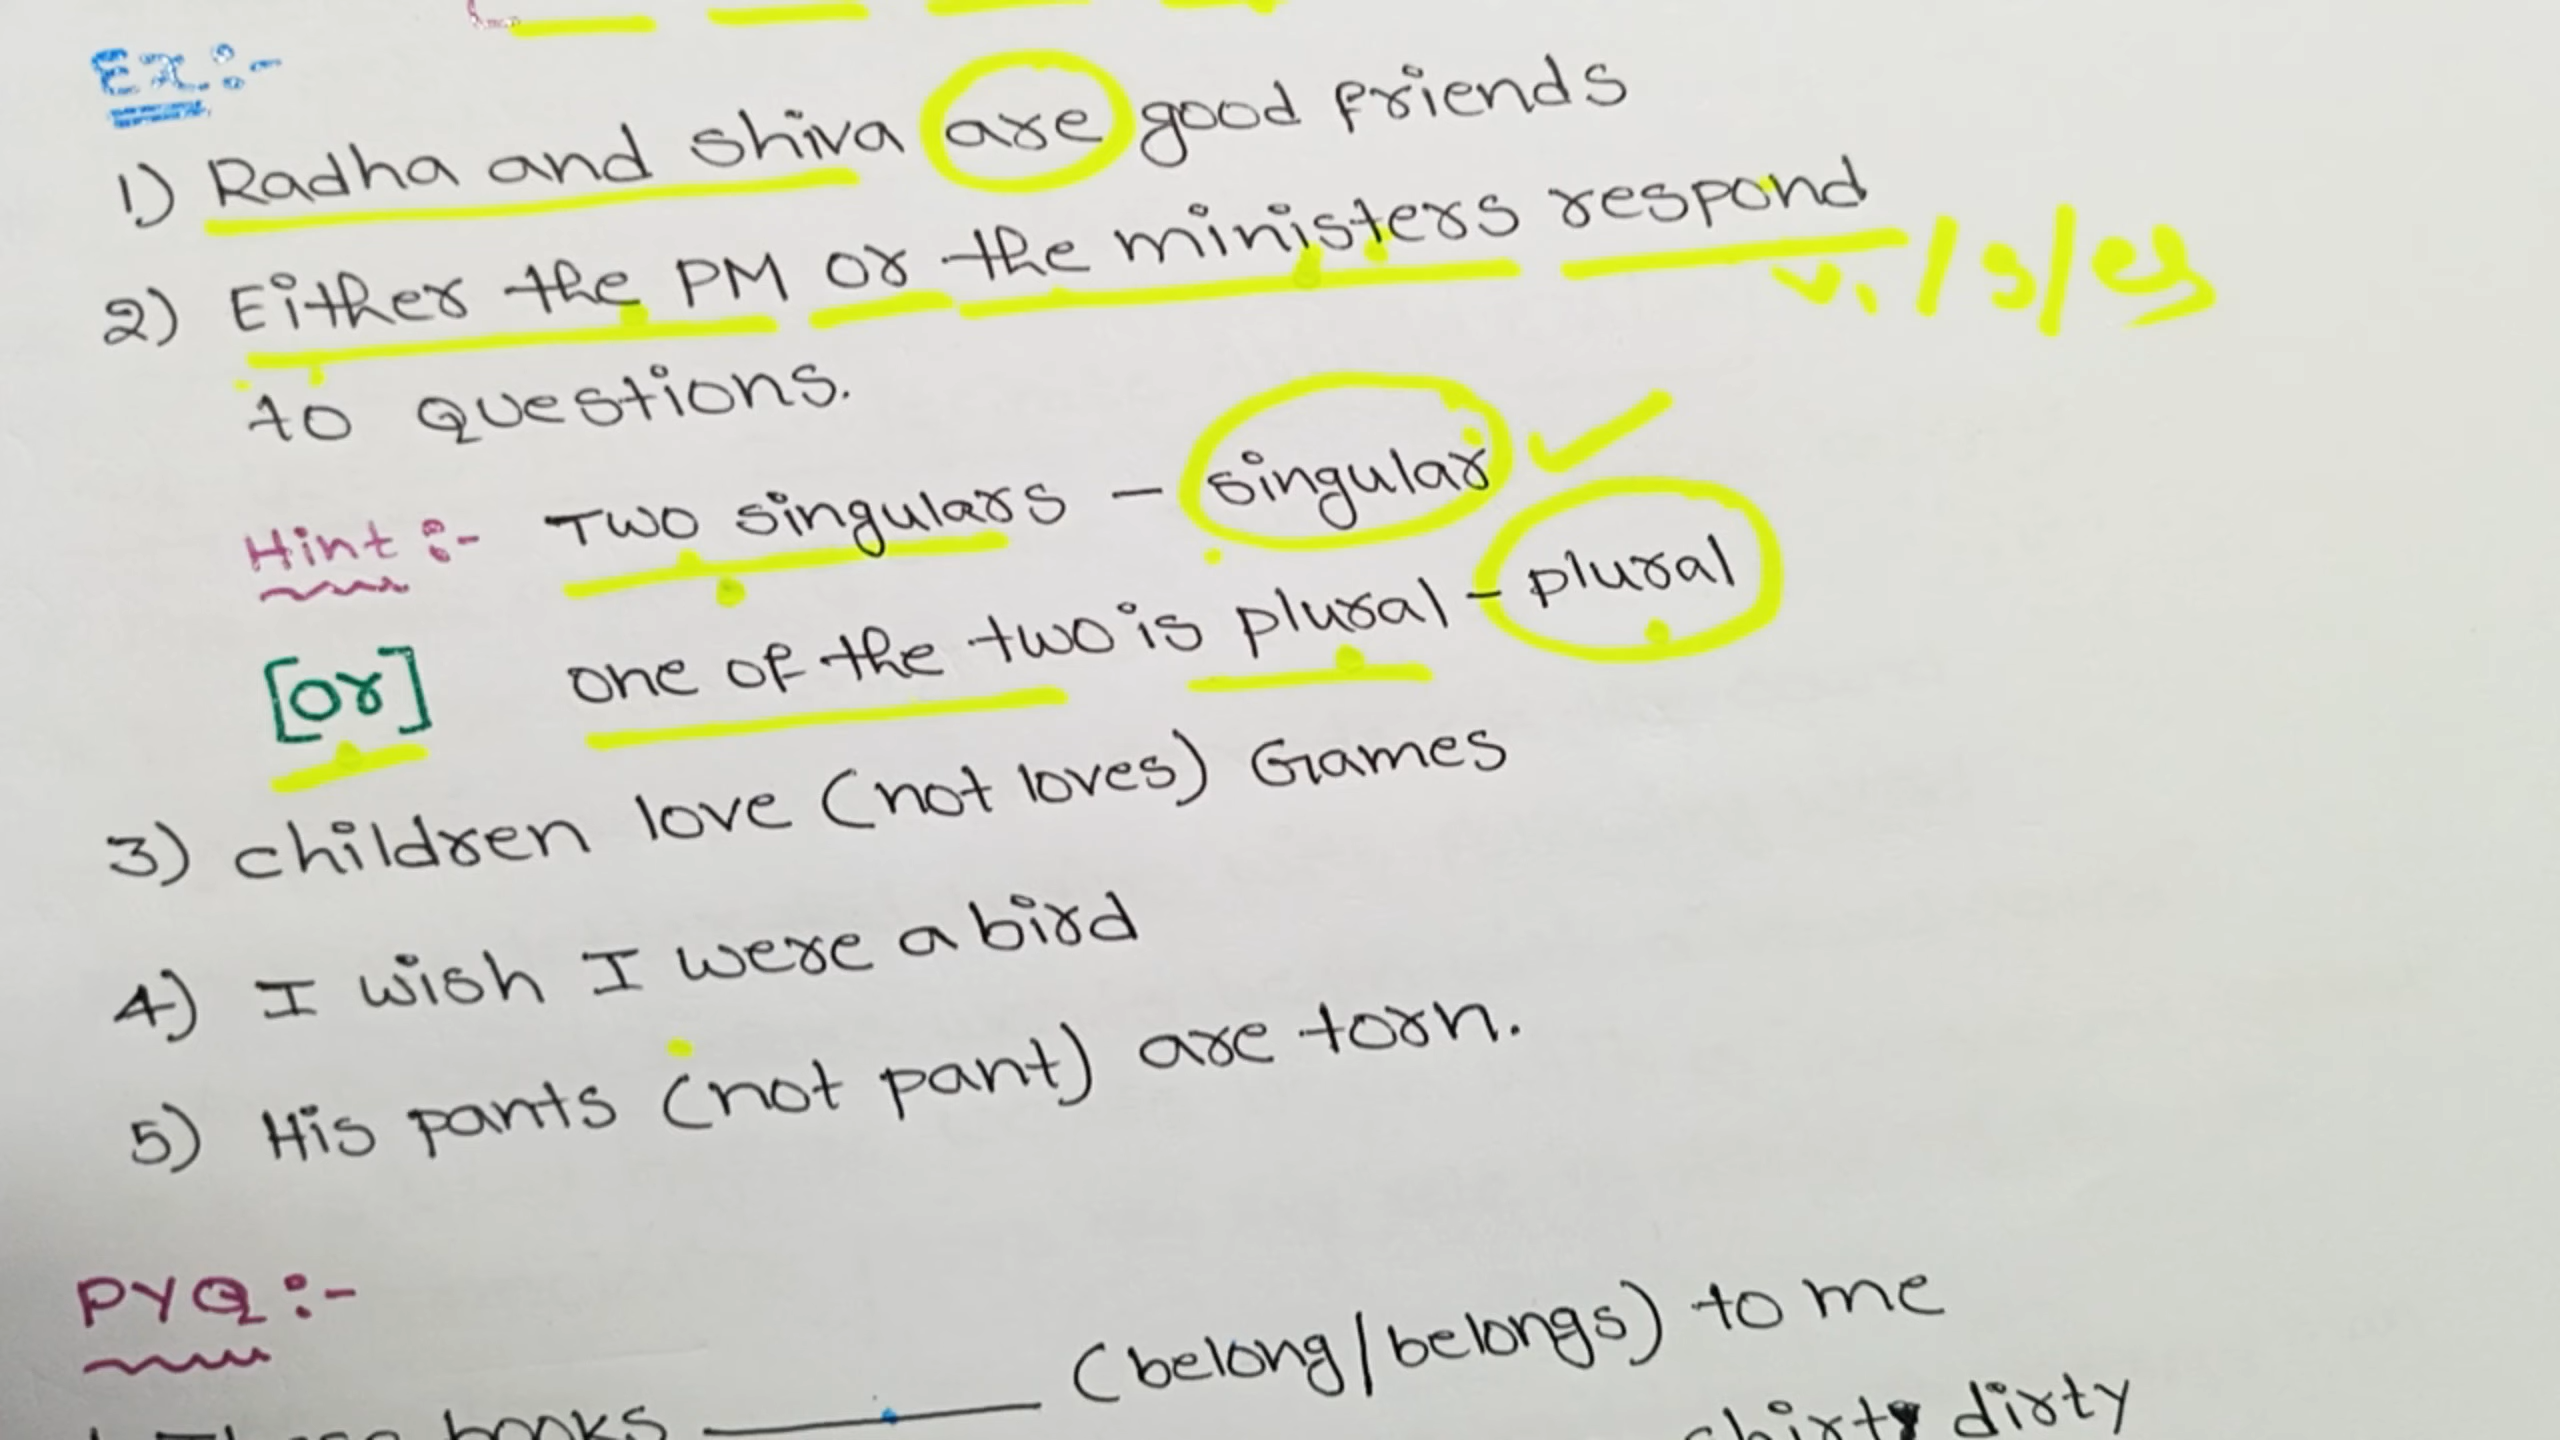 Ex:-
1) Radha and shiva are good friends
2) Either the PM or the ministers respond
v1/s/es
to questions.
Hint:- Two singulars - singular ✓
[or] one of the two is plural - plural
3) children love (not loves) Games
4) I wish I were a bird
5) His pants (not pant) are torn.
PYQ:-
books ______ (belong/belongs) to me
dirty